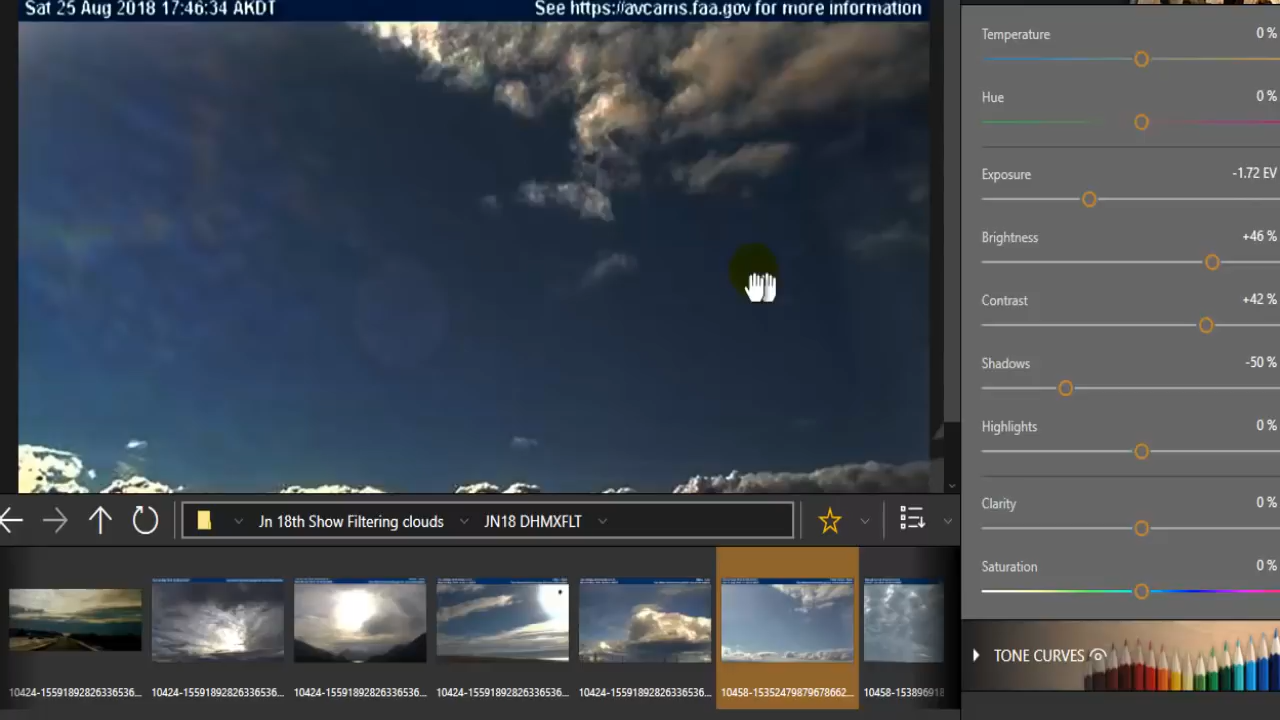 Sat 25 Aug 2018 17:46:34 AKDT
See https://avcams.faa.gov for more information
Temperature 0 %
Hue 0 %
Exposure -1.72 EV
Brightness +46 %
Contrast +42 %
Shadows -50 %
Highlights 0 %
Clarity 0 %
Saturation 0 %
TONE CURVES
Jn 18th Show Filtering clouds JN18 DHMXFLT
10424-15591892826336536...
10424-15591892826336536...
10424-15591892826336536...
10424-15591892826336536...
10424-15591892826336536...
10458-15352479879678662...
10458-153896918